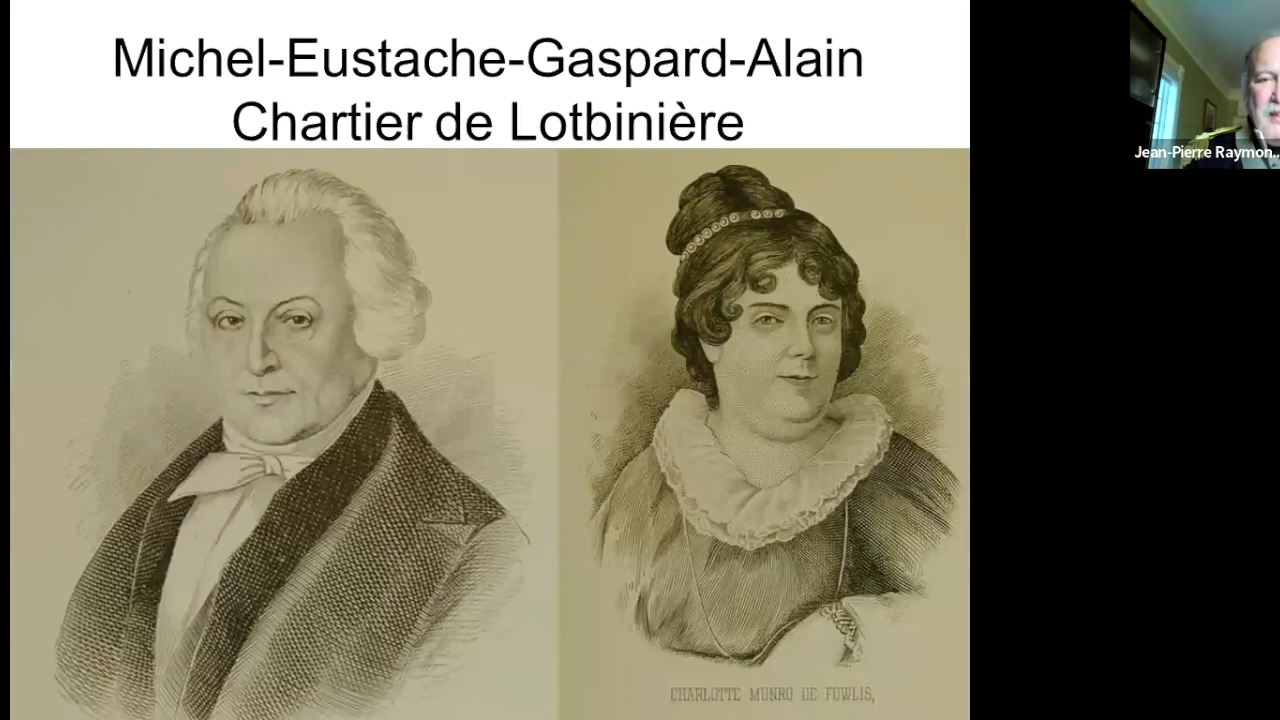 Michel-Eustache-Gaspard-Alain
Chartier de Lotbinière
Jean-Pierre Raymon...
CHARLOTTE MUNRO DE FOWLIS,